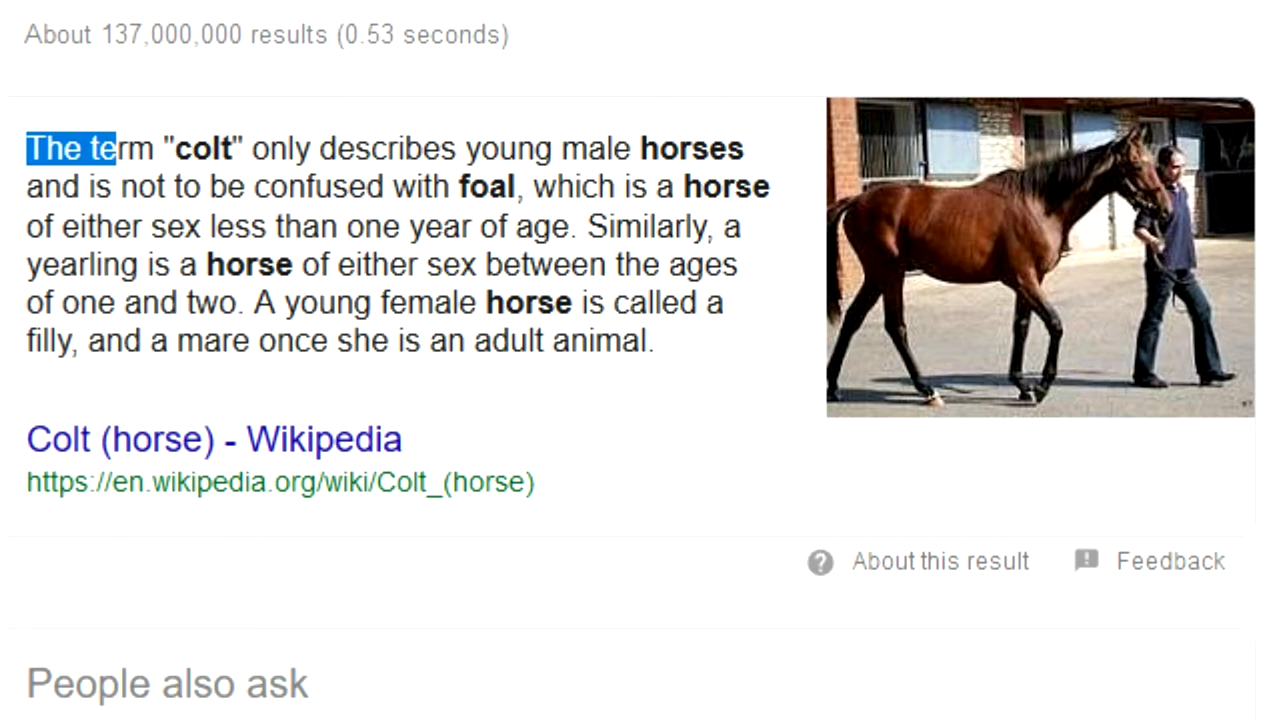 About 137,000,000 results (0.53 seconds)
The term "colt" only describes young male horses
and is not to be confused with foal, which is a horse
of either sex less than one year of age. Similarly, a
yearling is a horse of either sex between the ages
of one and two. A young female horse is called a
filly, and a mare once she is an adult animal.
Colt (horse) - Wikipedia
https://en.wikipedia.org/wiki/Colt_(horse)
About this result Feedback
People also ask